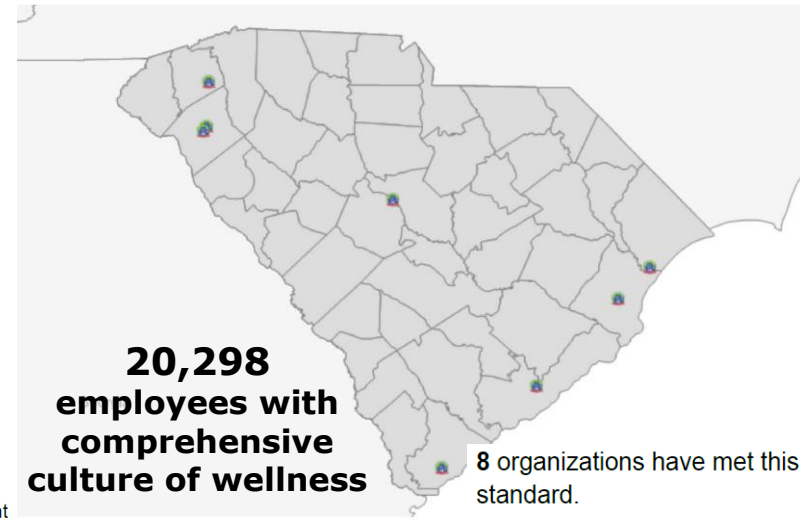 20,298
employees with
comprehensive
culture of wellness
8 organizations have met this
standard.